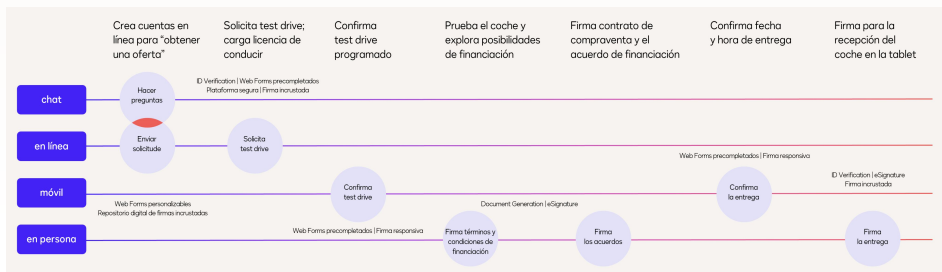 Crea cuentas en
línea para “obtener
una oferta”
Solicita test drive;
carga licencia de
conducir
Confirma
test drive
programado
Prueba el coche y
explora posibilidades
de financiación
Firma contrato de
compraventa y el
acuerdo de financiación
Confirma fecha
y hora de entrega
Firma para la
recepción del
coche en la tablet
chat
Hacer
preguntas
ID Verification | Web Forms precompletados
Plataforma segura | Firma incrustada
en línea
Enviar
solicitude
Solicita
test drive
Web Forms precompletados | Firma responsiva
móvil
Confirma
test drive
Confirma
la entrega
ID Verification | eSignature
Firma incrustada
Web Forms personalizables
Repositorio digital de firmas incrustadas
Document Generation | eSignature
en persona
Web Forms precompletados | Firma responsiva
Firma términos y
condiciones de
financiación
Firma
los acuerdos
Firma
la entrega